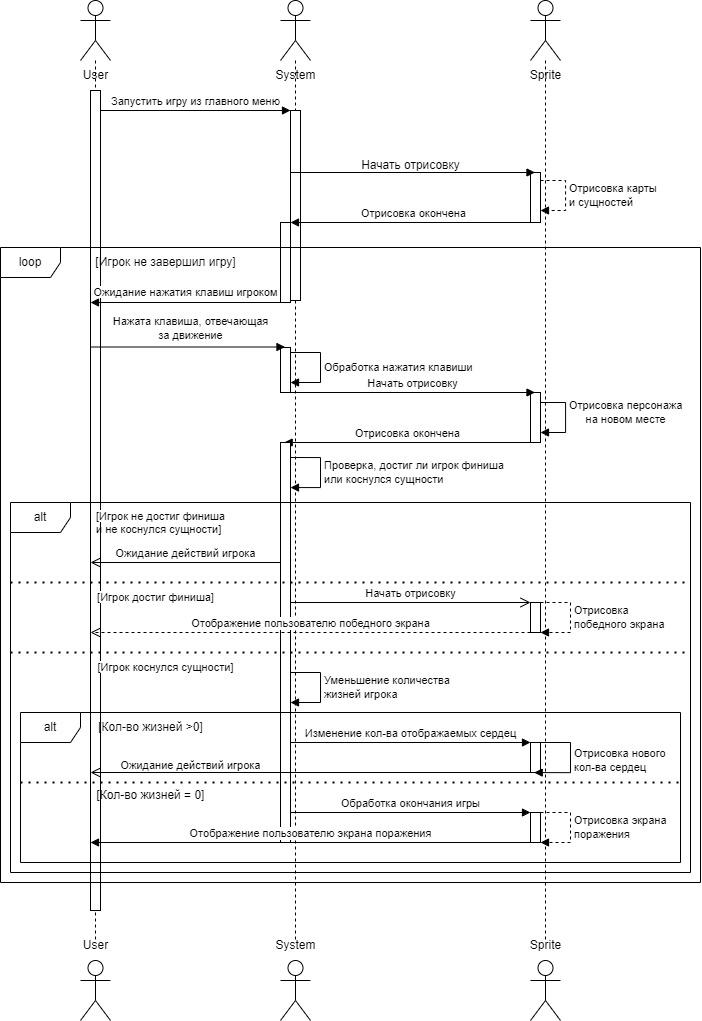 User
System
Sprite
Запустить игру из главного меню
Начать отрисовку
Отрисовка карты
и сущностей
Отрисовка окончена
loop
[Игрок не завершил игру]
Ожидание нажатия клавиш игроком
Нажата клавиша, отвечающая
за движение
Обработка нажатия клавиши
Начать отрисовку
Отрисовка персонажа
на новом месте
Отрисовка окончена
Проверка, достиг ли игрок финиша
или коснулся сущности
alt
[Игрок не достиг финиша
и не коснулся сущности]
Ожидание действий игрока
[Игрок достиг финиша]
Начать отрисовку
Отрисовка
победного экрана
Отображение пользователю победного экрана
[Игрок коснулся сущности]
Уменьшение количества
жизней игрока
alt
[Кол-во жизней >0]
Изменение кол-ва отображаемых сердец
Отрисовка нового
кол-ва сердец
Ожидание действий игрока
[Кол-во жизней = 0]
Обработка окончания игры
Отрисовка экрана
поражения
Отображение пользователю экрана поражения
User
System
Sprite